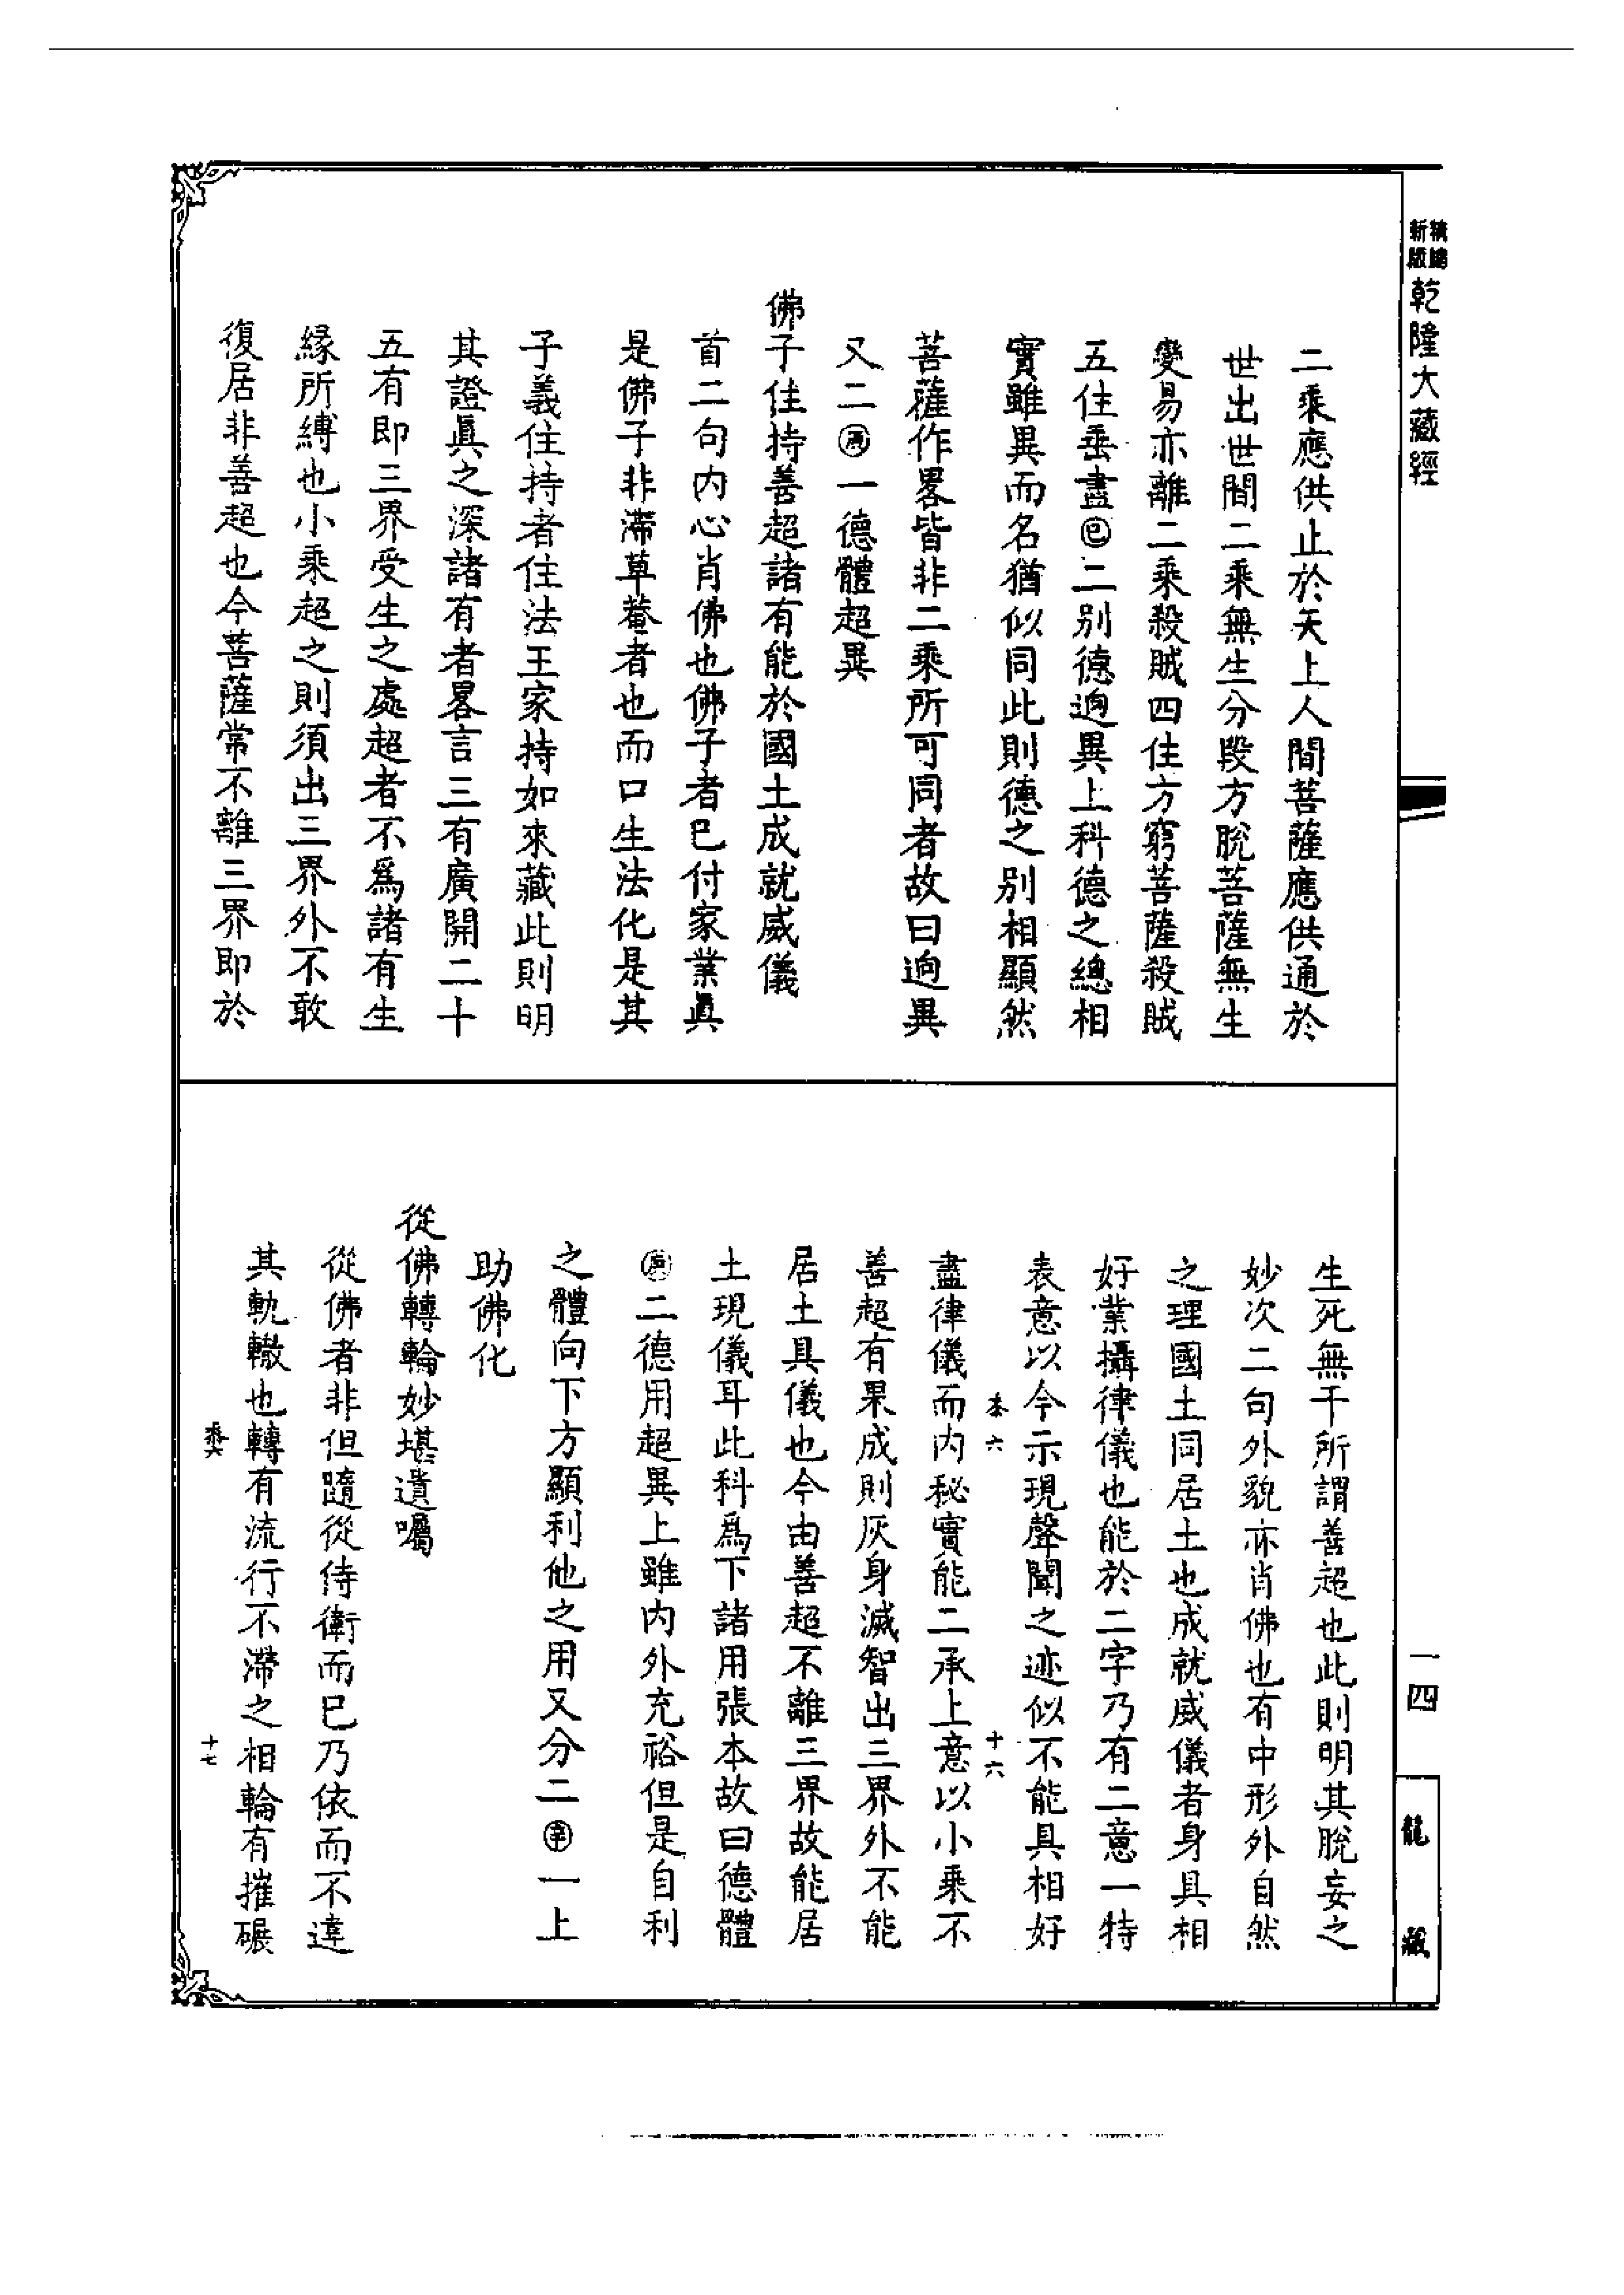 新編
縮版
乾隆大藏經
二乘應供止於天上人間菩薩應供通於
世出世間二乘無生分段方脫菩薩無生
變易亦離二乘殺賊四住方窮菩薩殺賊
五住垂盡㊁二別德逈異上科德之總相
實雖異而名猶似同此則德之別相顯然
菩薩作畧皆非二乘所可同者故曰逈異
又二一德體超異
佛子住持善超諸有能於國土成就威儀
首二句內心肖佛也佛子者巳付家業眞
是佛子非滯草菴者也而口生法化是其
子義住持者住法王家持如來藏此則明
其證眞之深諸有者畧言三有廣開二十
五有即三界受生之處超者不爲諸有生
緣所縛也小乘超之則須出三界外不敢
復居非善超也今菩薩常不離三界即於
生死無干所謂善超也此則明其脫妄之
妙次二句外貌亦肖佛也有中形外自然
之理國土同居土也成就威儀者身具相
好業攝律儀也能於二字乃有二意一特
表意以今示現聲聞之迹似不能具相好
六 十六
盡律儀而內秘實能二承上意以小乘不
善超有果成則灰身滅智出三界外不能
居土具儀也今由善超不離三界故能居
土現儀耳此科爲下諸用張本故曰德體
二德用超異上雖內外充裕但是自利
之體向下方顯利他之用又分二㊛一上
助佛化
從佛轉輪妙堪遺囑
從佛者非但隨從侍衛而巳乃依而不違
其軌轍也轉有流行不滯之相輪有摧碾
十七
一四
龍藏